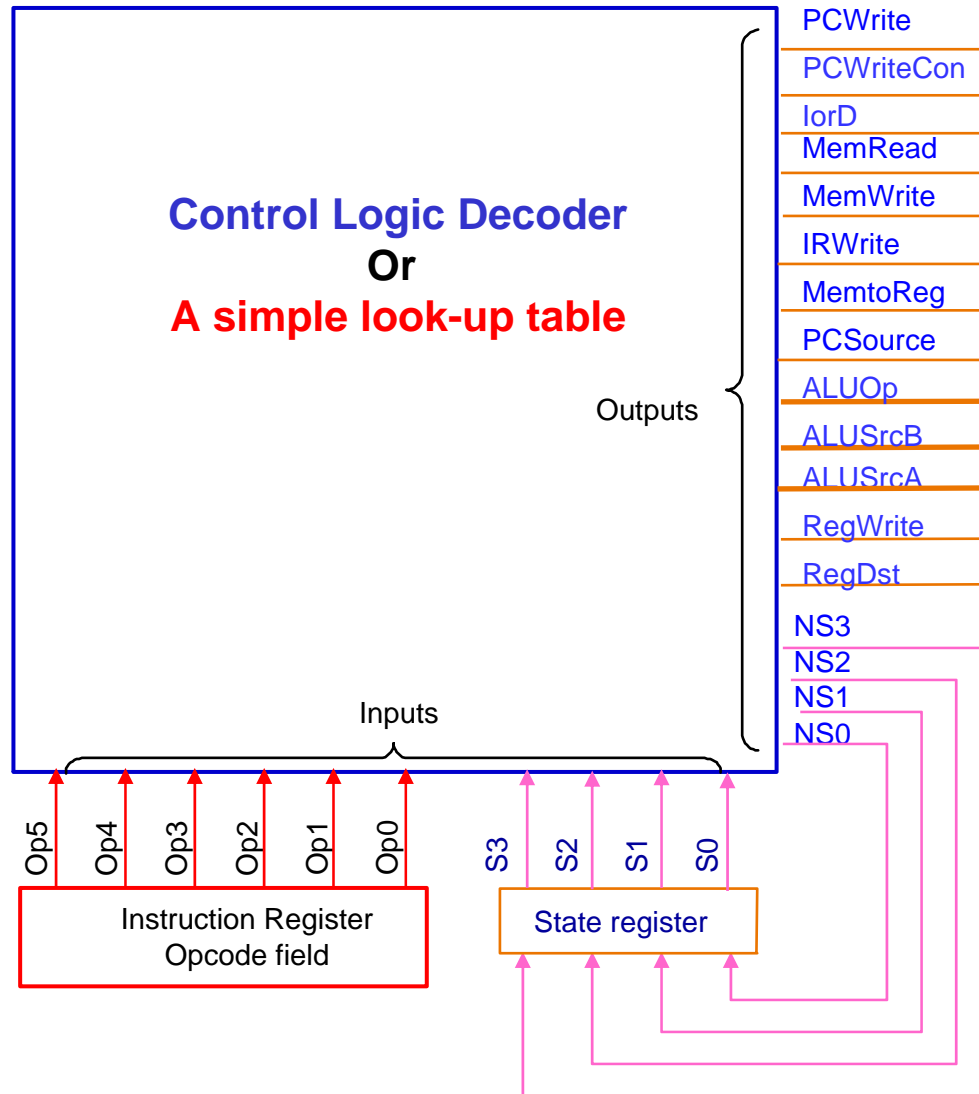 PCWrite
PCWriteCon
IorD
MemRead
MemWrite
IRWrite
MemtoReg
PCSource
ALUOp
ALUSrcB
ALUSrcA
RegWrite
RegDst
NS3
NS2
NS1
NS0
Control Logic Decoder
Or
A simple look-up table
Outputs
Inputs
Op5
Op4
Op3
Op2
Op1
Op0
S3
S2
S1
S0
Instruction Register
Opcode field
State register